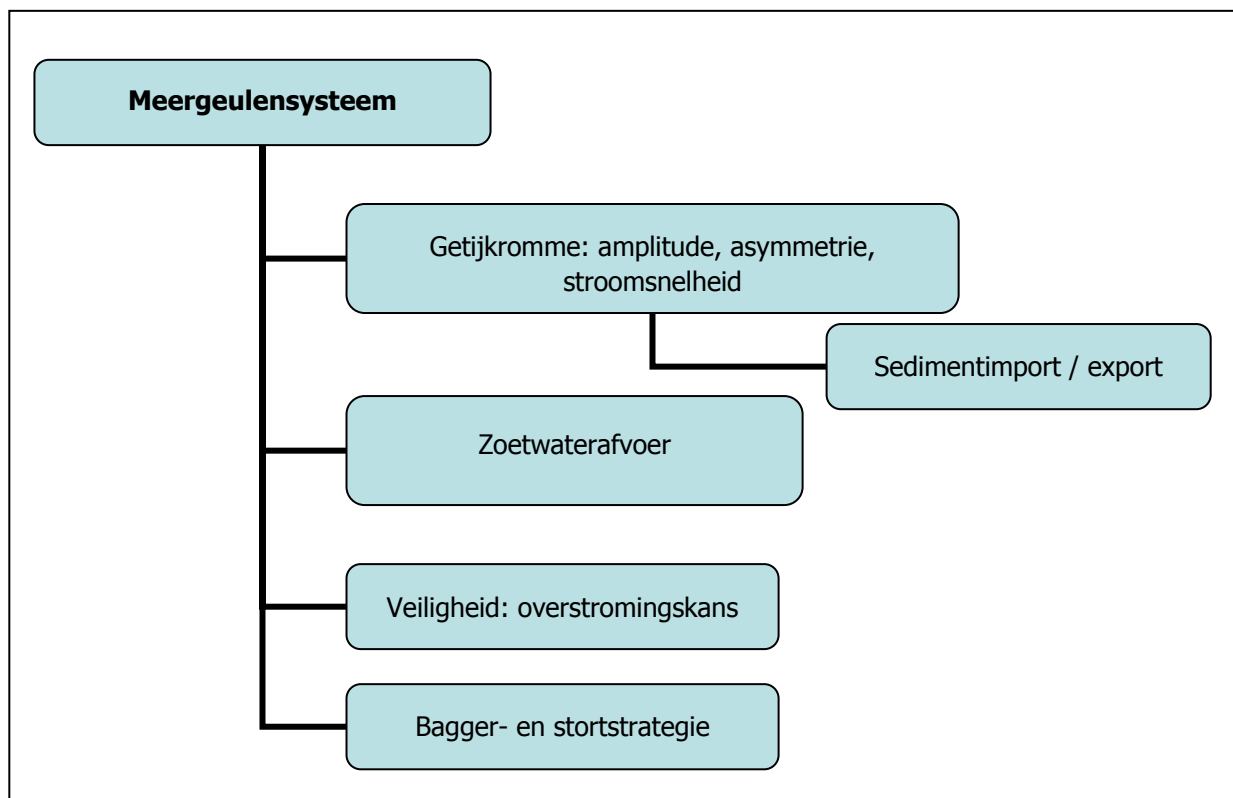 Meergeulensysteem
Getijkromme: amplitude, asymmetrie,
stroomsnelheid
Sedimentimport / export
Zoetwaterafvoer
Veiligheid: overstromingskans
Bagger- en stortstrategie